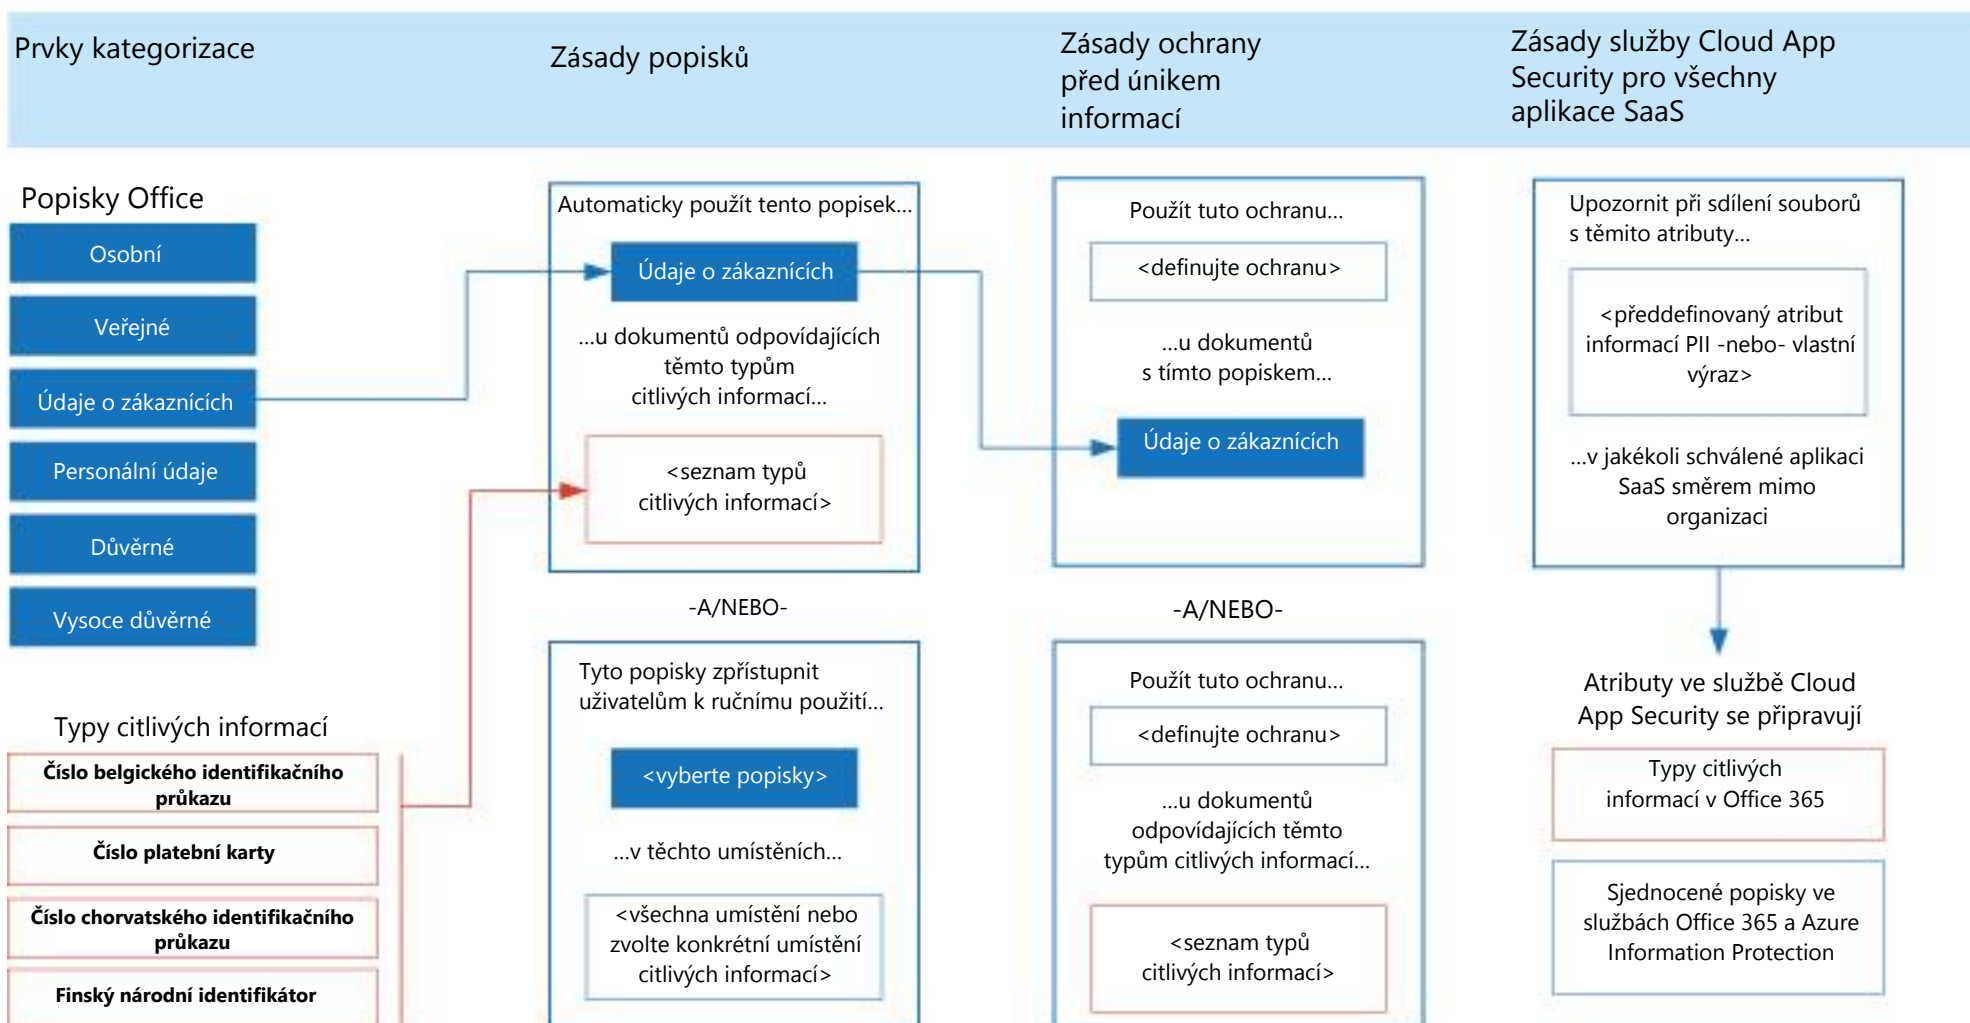 Prvky kategorizace
Zásady popisků
Zásady ochrany
před únikem
informací
Zásady služby Cloud App
Security pro všechny
aplikace SaaS
Popisky Office
Osobní
Veřejné
Údaje o zákaznících
Personální údaje
Důvěrné
Vysoce důvěrné
Typy citlivých informací
Číslo belgického identifikačního
průkazu
Číslo platební karty
Číslo chorvatského identifikačního
průkazu
Finský národní identifikátor
Automaticky použít tento popisek...
Údaje o zákaznících
...u dokumentů odpovídajících
těmto typům
citlivých informací...
<seznam typů
citlivých informací>
-A/NEBO-
Tyto popisky zpřístupnit
uživatelům k ručnímu použití...
<vyberte popisky>
...v těchto umístěních...
<všechna umístění nebo
zvolte konkrétní umístění
citlivých informací>
Použít tuto ochranu...
<definujte ochranu>
...u dokumentů
s tímto popiskem...
Údaje o zákaznících
-A/NEBO-
Použít tuto ochranu...
<definujte ochranu>
...u dokumentů
odpovídajících těmto
typům citlivých informací...
<seznam typů
citlivých informací>
Upozornit při sdílení souborů
s těmito atributy...
<předdefinovaný atribut
informací PII -nebo- vlastní
výraz>
...v jakékoli schválené aplikaci
SaaS směrem mimo
organizaci
Atributy ve službě Cloud
App Security se připravují
Typy citlivých
informací v Office 365
Sjednocené popisky ve
službách Office 365 a Azure
Information Protection